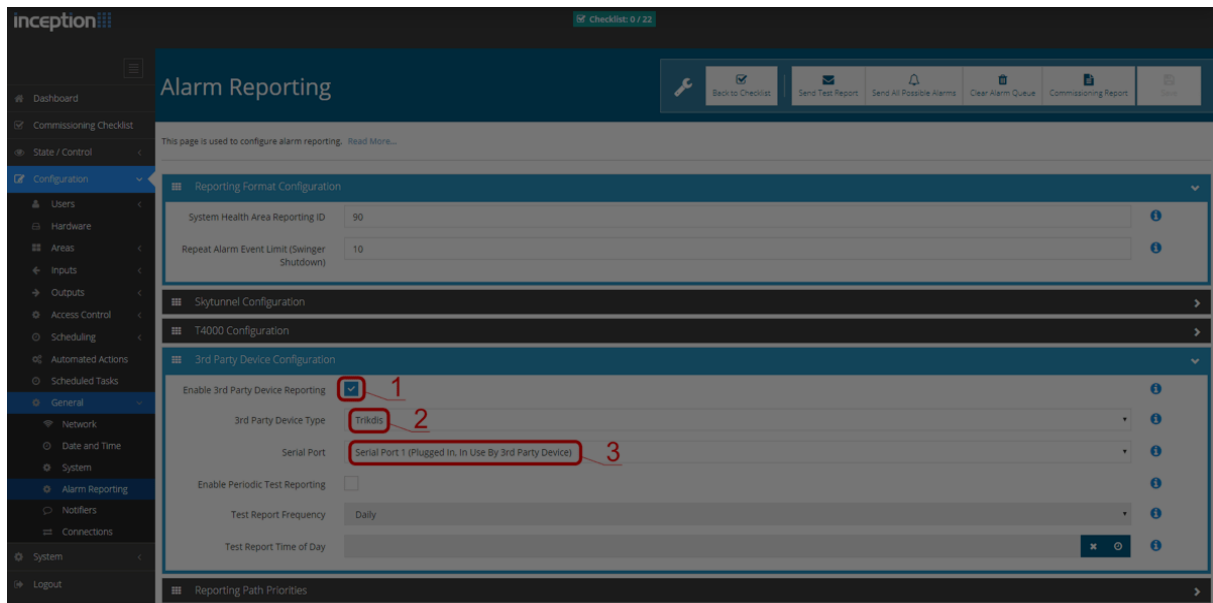 inception
Checklist: 0 / 22
Dashboard
Commissioning Checklist
State / Control
Configuration
Users
Hardware
Areas
Inputs
Outputs
Access Control
Scheduling
Automated Actions
Scheduled Tasks
General
Network
Date and Time
System
Alarm Reporting
Notifiers
Connections
System
Logout
Alarm Reporting
Back to Checklist
Send Test Report
Send All Possible Alarms
Clear Alarm Queue
Commissioning Report
Save
This page is used to configure alarm reporting. Read More...
Reporting Format Configuration
System Health Area Reporting ID 90
Repeat Alarm Event Limit (Swinger 10
Shutdown)
Skytunnel Configuration
T4000 Configuration
3rd Party Device Configuration
Enable 3rd Party Device Reporting 1
3rd Party Device Type Trikdis 2
Serial Port Serial Port 1 (Plugged In, In Use By 3rd Party Device) 3
Enable Periodic Test Reporting
Test Report Frequency Daily
Test Report Time of Day
Reporting Path Priorities